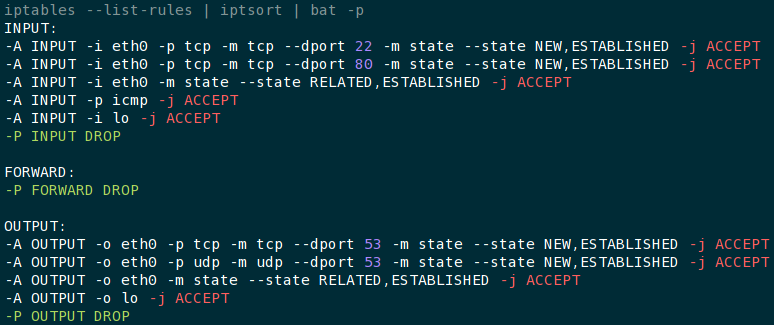 iptables --list-rules | iptsort | bat -p
INPUT:
-A INPUT -i eth0 -p tcp -m tcp --dport 22 -m state --state NEW,ESTABLISHED -j ACCEPT
-A INPUT -i eth0 -p tcp -m tcp --dport 80 -m state --state NEW,ESTABLISHED -j ACCEPT
-A INPUT -i eth0 -m state --state RELATED,ESTABLISHED -j ACCEPT
-A INPUT -p icmp -j ACCEPT
-A INPUT -i lo -j ACCEPT
-P INPUT DROP
FORWARD:
-P FORWARD DROP
OUTPUT:
-A OUTPUT -o eth0 -p tcp -m tcp --dport 53 -m state --state NEW,ESTABLISHED -j ACCEPT
-A OUTPUT -o eth0 -p udp -m udp --dport 53 -m state --state NEW,ESTABLISHED -j ACCEPT
-A OUTPUT -o eth0 -m state --state RELATED,ESTABLISHED -j ACCEPT
-A OUTPUT -o lo -j ACCEPT
-P OUTPUT DROP